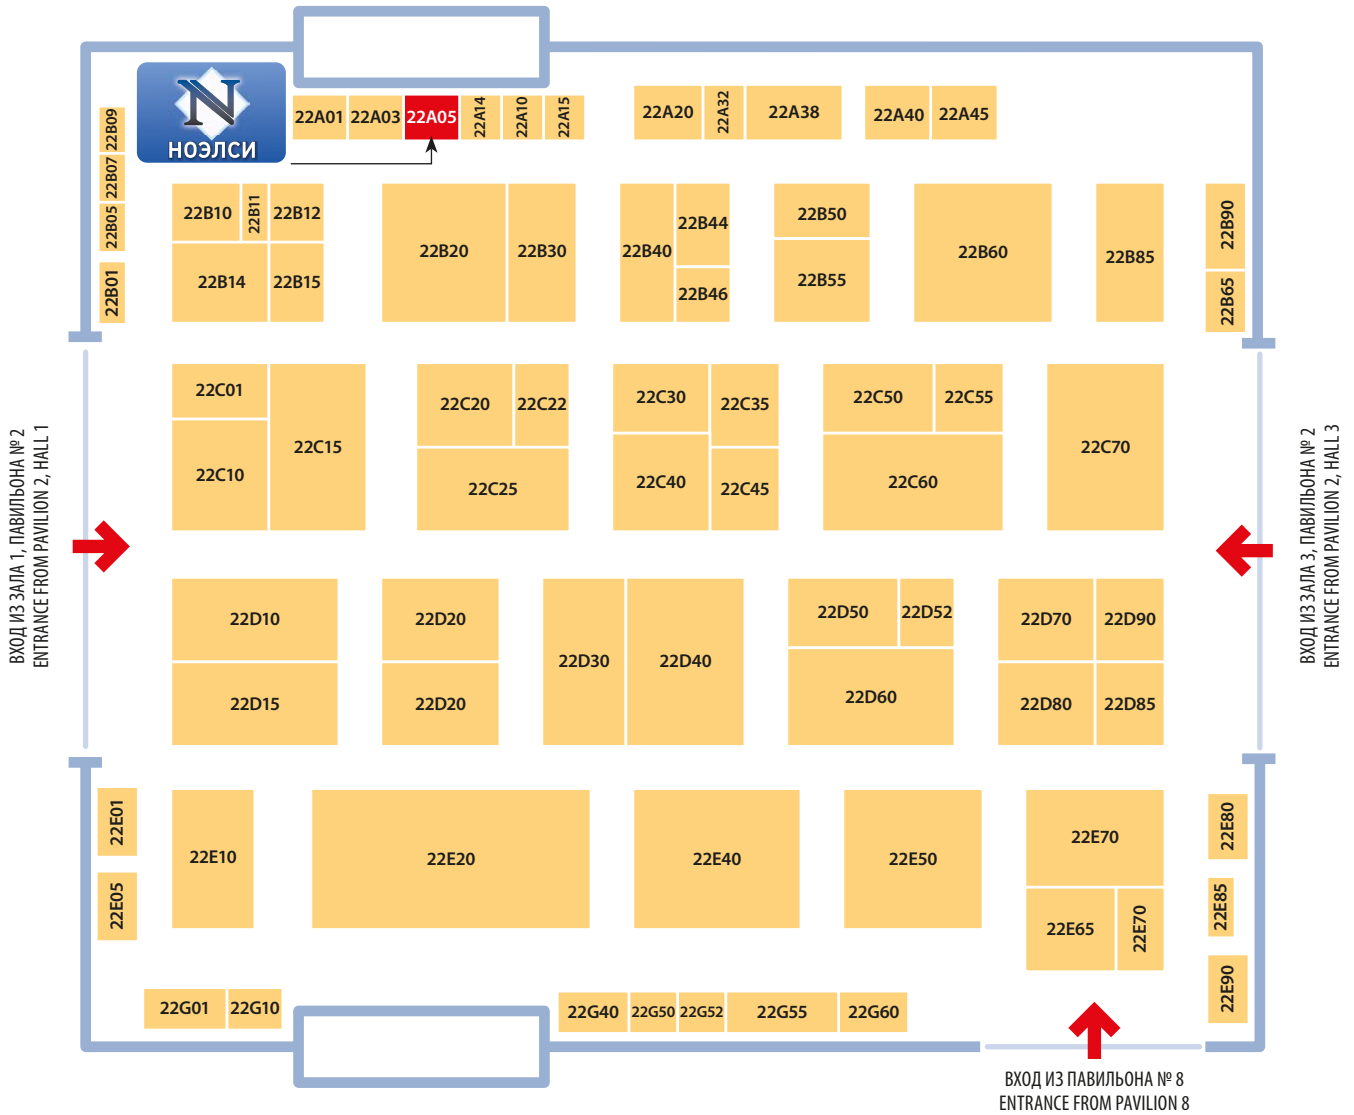 N
НОЭЛСИ
22A01 22A03 22A05 22A14 22A10 22A15 22A20 22A32 22A38 22A40 22A45
22B09
22B07
22B05
22B01
22B10 22B11 22B12
22B14 22B15
22B20 22B30
22B40 22B44
22B46
22B50
22B55
22B60
22B85
22B90
22B65
22C01
22C10
22C15
22C20 22C22
22C25
22C30 22C35
22C40 22C45
22C50 22C55
22C60
22C70
ВХОД ИЗ ЗАЛА 1, ПАВИЛЬОНА № 2
ENTRANCE FROM PAVILION 2, HALL 1
ВХОД ИЗ ЗАЛА 3, ПАВИЛЬОНА № 2
ENTRANCE FROM PAVILION 2, HALL 3
22D10
22D15
22D20
22D20
22D30 22D40
22D50 22D52
22D60
22D70 22D90
22D80 22D85
22E01
22E05
22E10
22E20
22E40
22E50
22E70
22E65 22E70
22E80
22E85
22E90
22G01 22G10
22G40 22G50 22G52 22G55 22G60
ВХОД ИЗ ПАВИЛЬОНА № 8
ENTRANCE FROM PAVILION 8